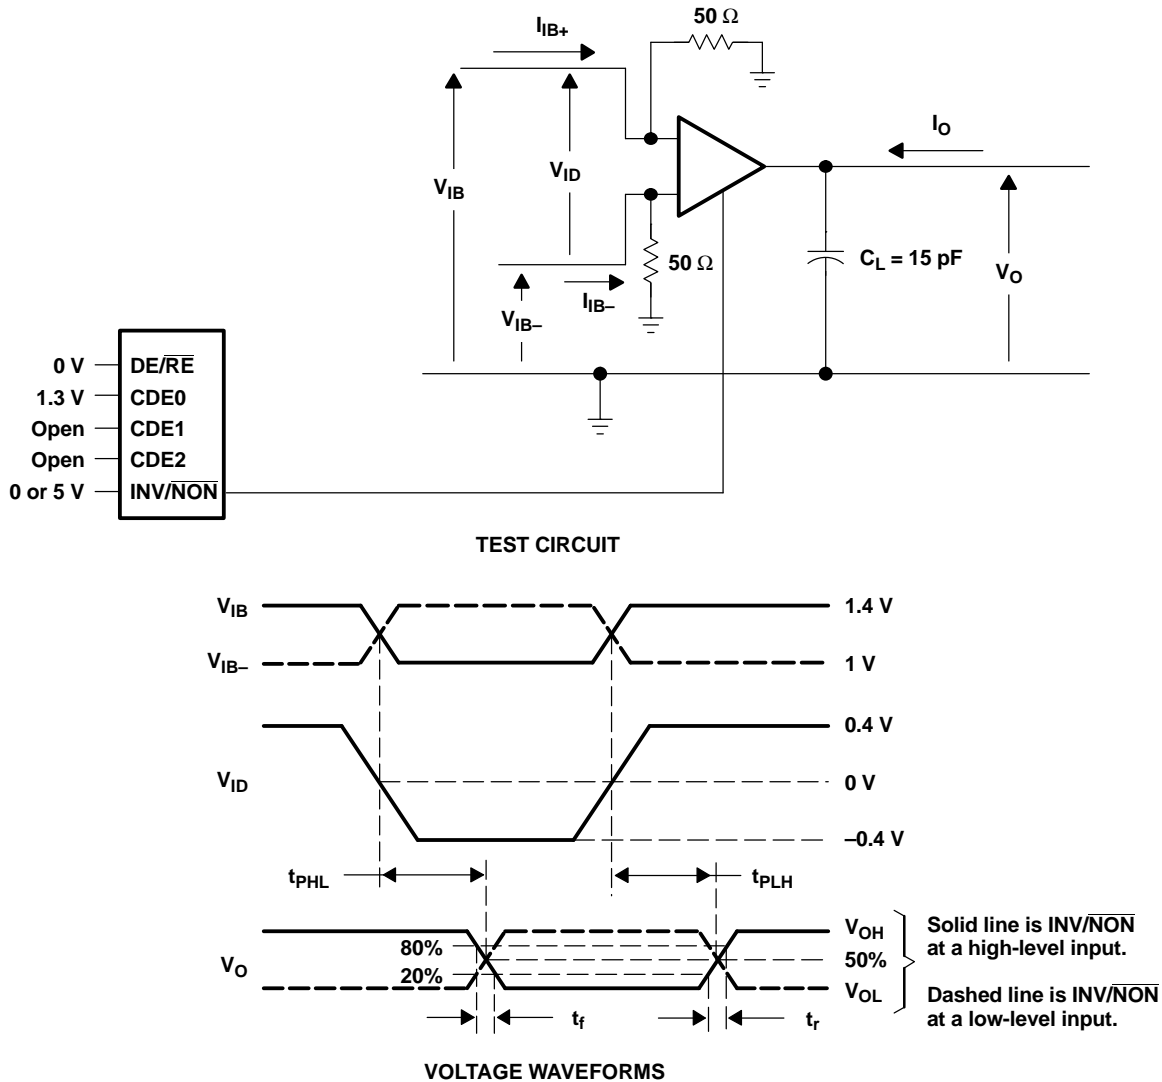 50 Ω
IIB+
IO
VID
VIB
50 Ω
CL = 15 pF
VO
IIB–
VIB–
0 V DE/RE
1.3 V CDE0
Open CDE1
Open CDE2
0 or 5 V INV/NON
TEST CIRCUIT
VIB 1.4 V
VIB– 1 V
0.4 V
VID 0 V
–0.4 V
tPHL tPLH
VOH
80%
50%
VO
20%
VOL
Solid line is INV/NON
at a high-level input.
Dashed line is INV/NON
at a low-level input.
tf tr
VOLTAGE WAVEFORMS